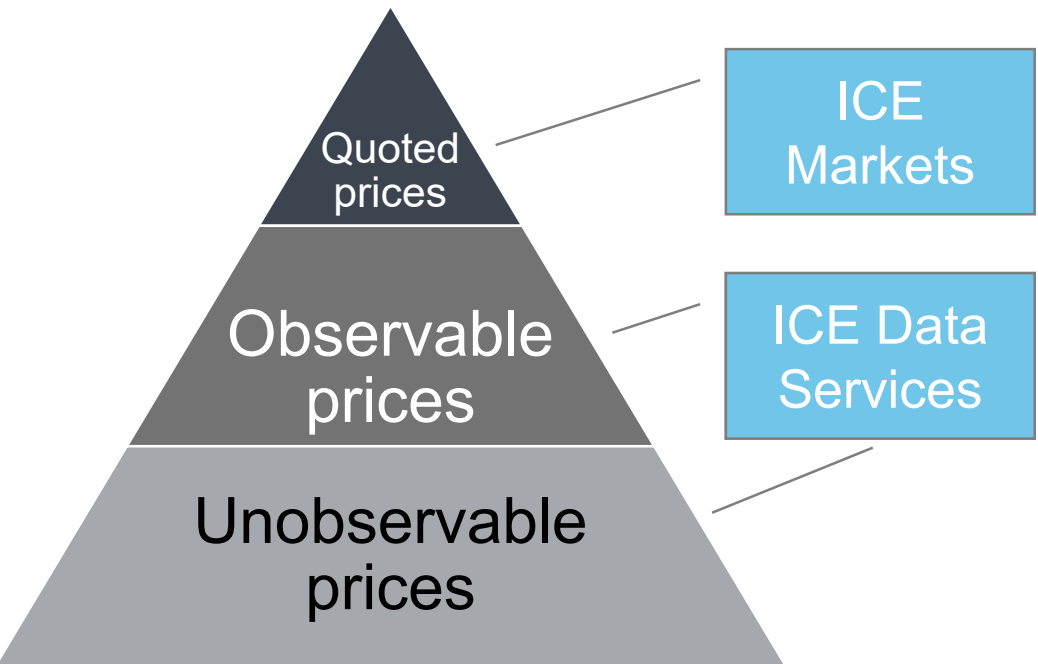 Quoted
prices
ICE
Markets
Observable
prices
ICE Data
Services
Unobservable
prices